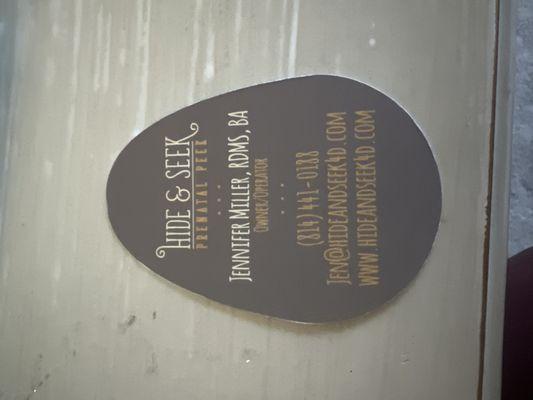 HIDE & SEEK
PRENATAL PEEK
JENNIFER MILLER, RDMS, BA
OWNER/OPERATOR
(814)441-0188
JEN@HIDEANDSEEK4D.COM
WWW.HIDEANDSEEK4D.COM